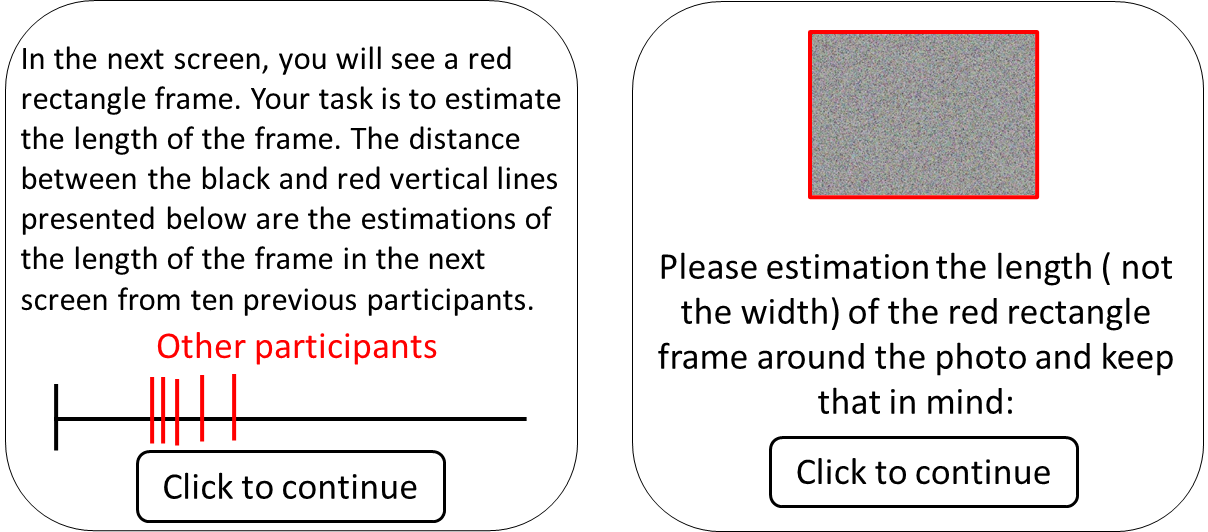 In the next screen, you will see a red
rectangle frame. Your task is to estimate
the length of the frame. The distance
between the black and red vertical lines
presented below are the estimations of
the length of the frame in the next
screen from ten previous participants.
Other participants
Click to continue
Please estimation the length ( not
the width) of the red rectangle
frame around the photo and keep
that in mind:
Click to continue